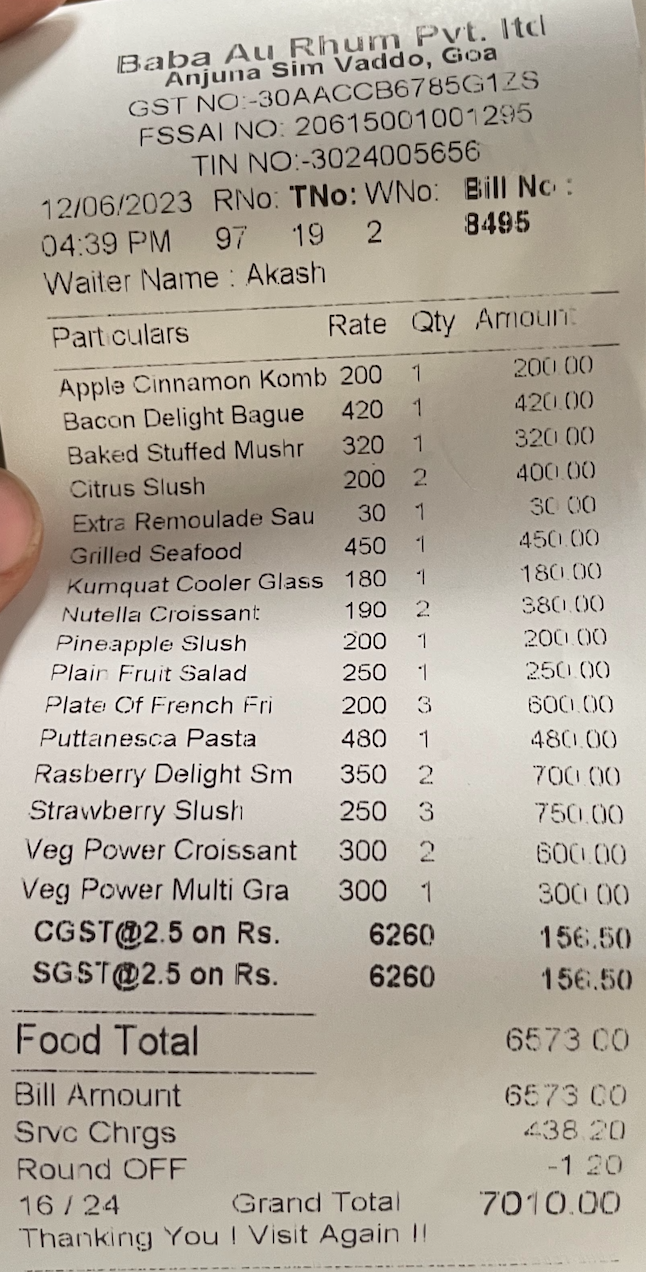 Baba Au Rhum Pvt. ltd
Anjuna Sim Vaddo, Goa
GST NO:-30AACCB6785G1ZS
FSSAI NO: 20615001001295
TIN NO:-3024005656
12/06/2023 RNo: TNo: WNo: Bill No :
04:39 PM 97 19 2 8495
Waiter Name : Akash
Particulars Rate Qty Amount
Apple Cinnamon Komb 200 1 200.00
Bacon Delight Bague 420 1 420.00
Baked Stuffed Mushr 320 1 320.00
Citrus Slush 200 2 400.00
Extra Remoulade Sau 30 1 30.00
Grilled Seafood 450 1 450.00
Kumquat Cooler Glass 180 1 180.00
Nutella Croissant 190 2 380.00
Pineapple Slush 200 1 200.00
Plain Fruit Salad 250 1 250.00
Plate Of French Fri 200 3 600.00
Puttanesca Pasta 480 1 480.00
Rasberry Delight Sm 350 2 700.00
Strawberry Slush 250 3 750.00
Veg Power Croissant 300 2 600.00
Veg Power Multi Gra 300 1 300.00
CGST@2.5 on Rs. 6260 156.50
SGST@2.5 on Rs. 6260 156.50
Food Total 6573.00
Bill Amount 6573.00
Srvc Chrgs 438.20
Round OFF -1.20
16 / 24 Grand Total 7010.00
Thanking You ! Visit Again !!